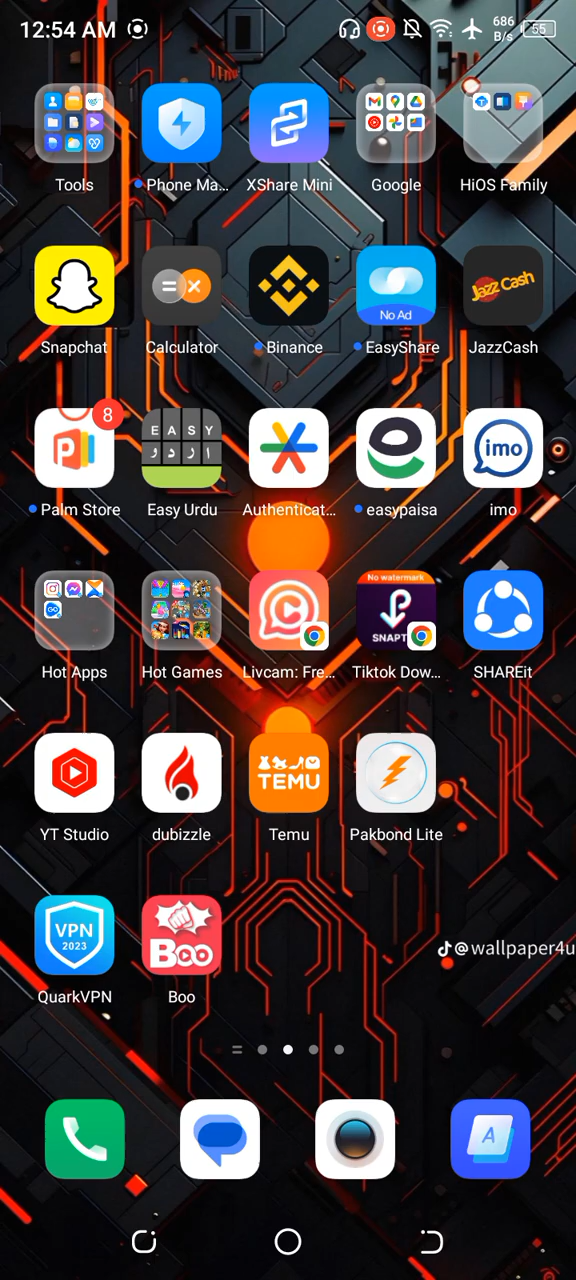 12:54 AM
686
B/s
55
Tools
Phone Ma...
XShare Mini
Google
HiOS Family
No Ad
Jazz Cash
Snapchat
Calculator
Binance
EasyShare
JazzCash
8
E A S Y
ا ر د و
imo
Palm Store
Easy Urdu
Authenticat...
easypaisa
imo
No watermark
SNAPT
Hot Apps
Hot Games
Livcam: Fre...
Tiktok Dow...
SHAREit
TEMU
YT Studio
dubizzle
Temu
Pakbond Lite
VPN
2023
Boo
@wallpaper4u
QuarkVPN
Boo
A